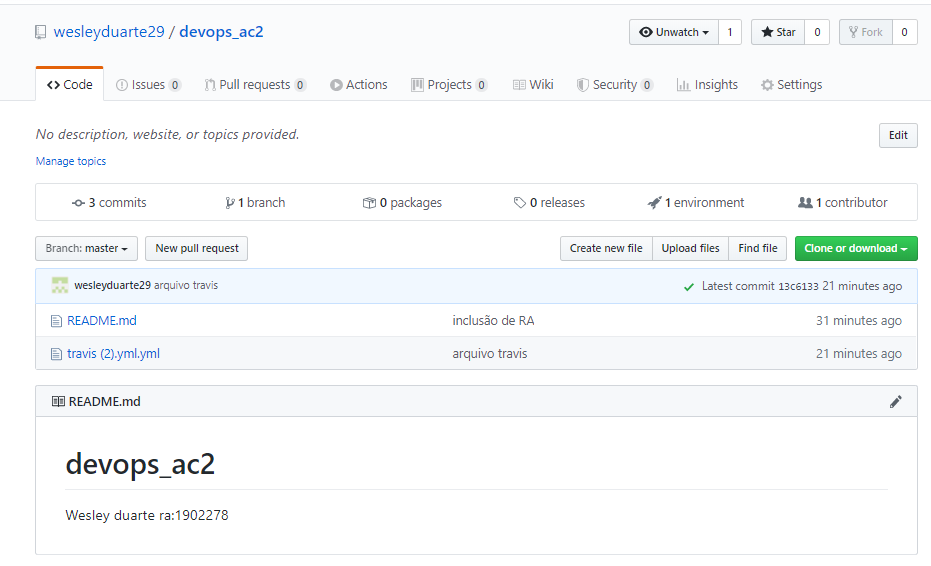 wesleyduarte29 / devops_ac2 Unwatch 1 Star 0 Fork 0
Code Issues 0 Pull requests 0 Actions Projects 0 Wiki Security 0 Insights Settings
No description, website, or topics provided. Edit
Manage topics
3 commits 1 branch 0 packages 0 releases 1 environment 1 contributor
Branch: master New pull request Create new file Upload files Find file Clone or download
wesleyduarte29 arquivo travis Latest commit 13c6133 21 minutes ago
README.md inclusão de RA 31 minutes ago
travis (2).yml.yml arquivo travis 21 minutes ago
README.md
devops_ac2
Wesley duarte ra:1902278